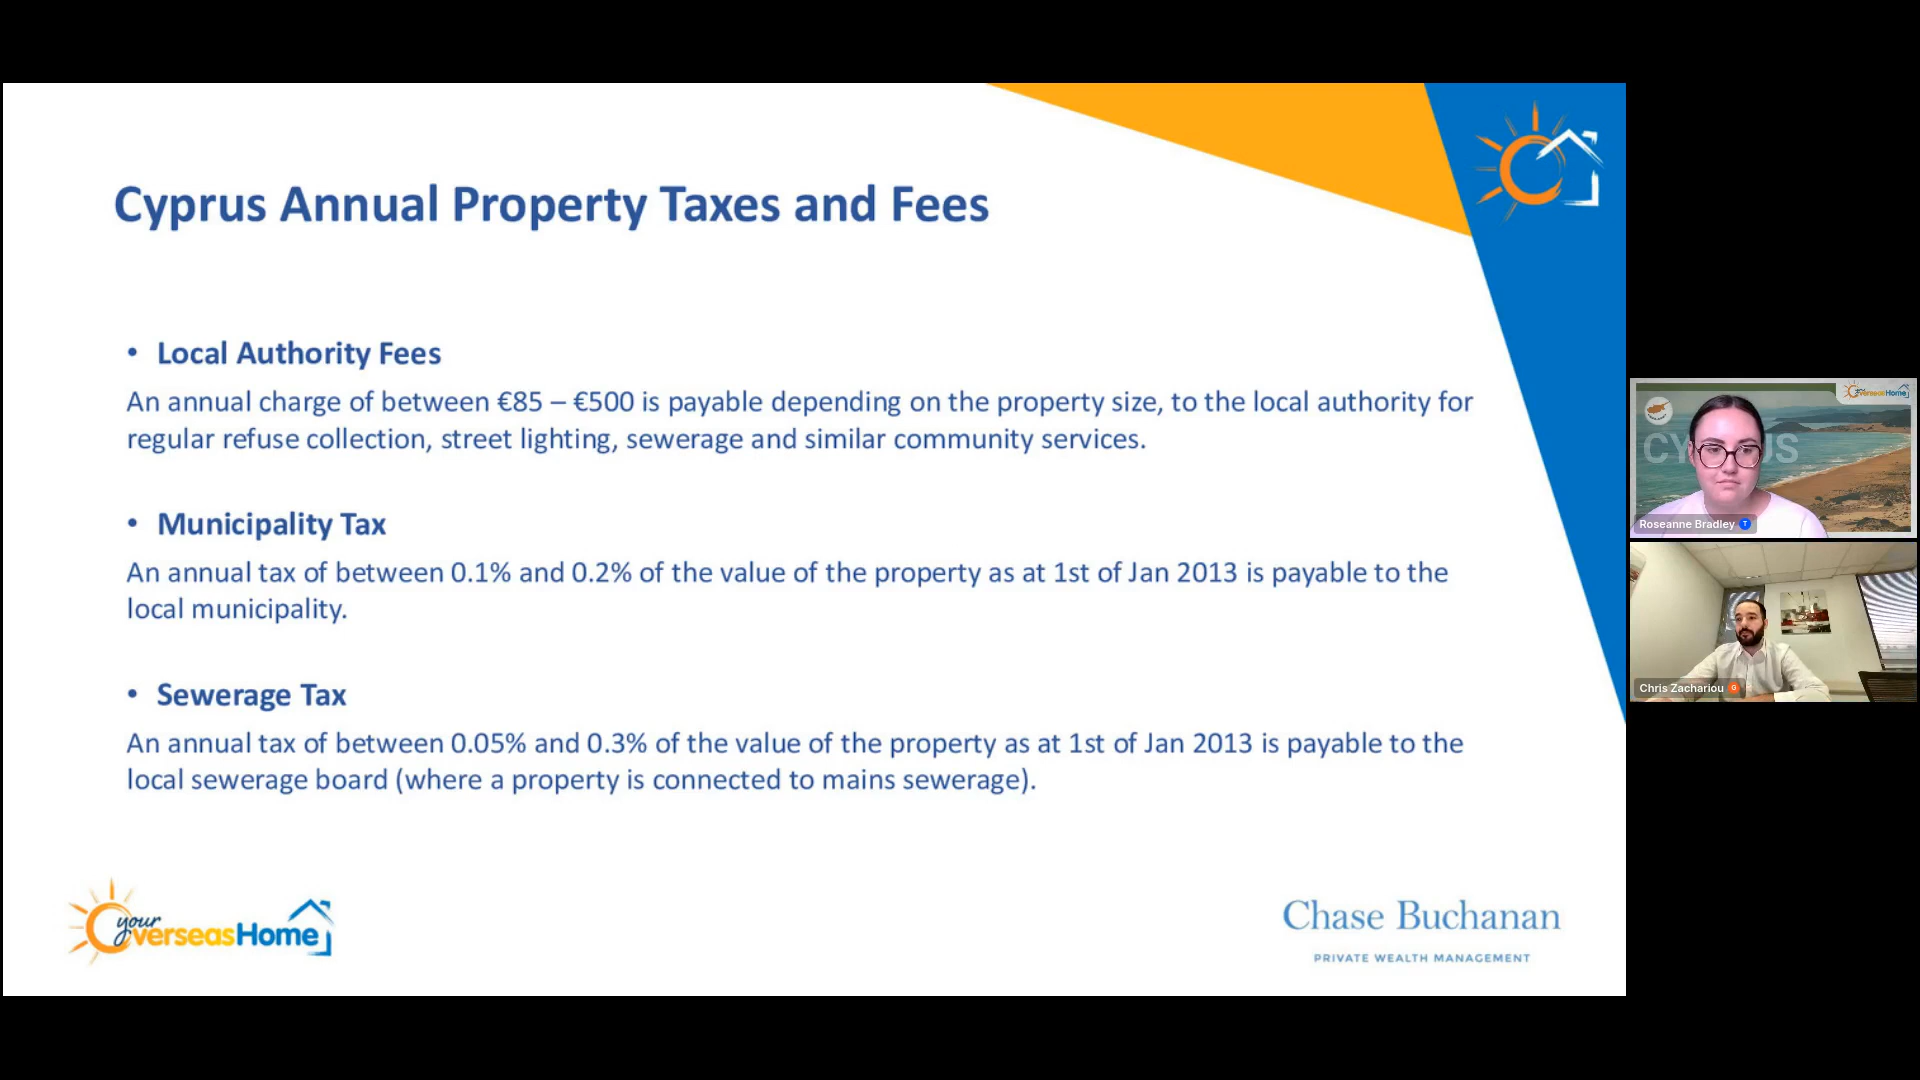 Cyprus Annual Property Taxes and Fees
• Local Authority Fees
An annual charge of between €85 – €500 is payable depending on the property size, to the local authority for
regular refuse collection, street lighting, sewerage and similar community services.
• Municipality Tax
An annual tax of between 0.1% and 0.2% of the value of the property as at 1st of Jan 2013 is payable to the
local municipality.
• Sewerage Tax
An annual tax of between 0.05% and 0.3% of the value of the property as at 1st of Jan 2013 is payable to the
local sewerage board (where a property is connected to mains sewerage).
your
OverseasHome
Chase Buchanan
PRIVATE WEALTH MANAGEMENT
OverseasHome
Roseanne Bradley T
Chris Zachariou G